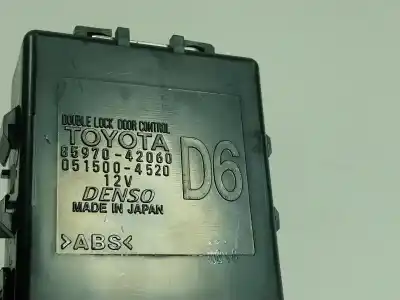 DOUBLE LOCK DOOR CONTROL
TOYOTA
85970-42060
051500-4520
12V
DENSO
MADE IN JAPAN
D6
>ABS<